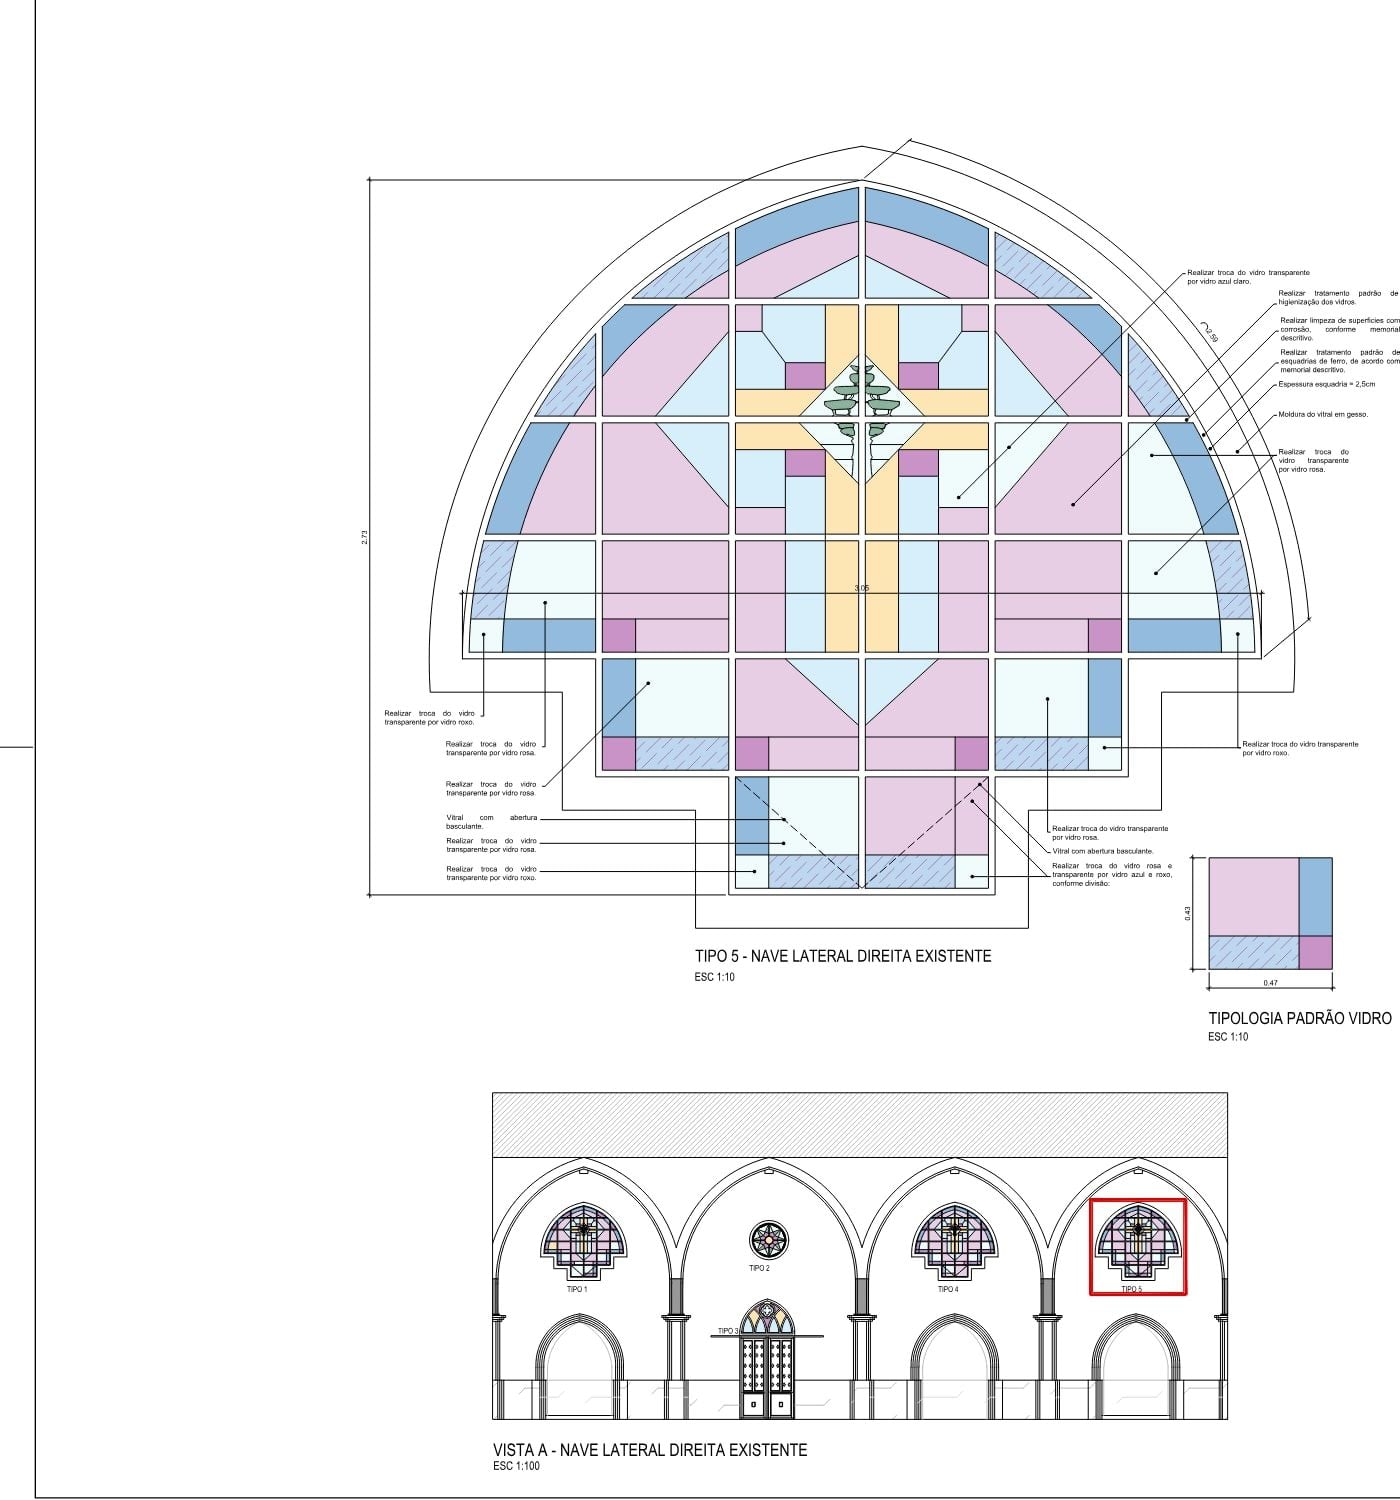 Realizar troca do vidro transparente
por vidro azul claro.
Realizar tratamento padrão de
higienização dos vidros.
Realizar limpeza de superfícies com
corrosão, conforme memorial
descritivo.
Realizar tratamento padrão de
esquadrias de ferro, de acordo com
memorial descritivo.
Espessura esquadria = 2,5cm
Moldura do vitral em gesso.
Realizar troca do
vidro transparente
por vidro rosa.
2.59
2.73
3.05
Realizar troca do vidro
transparente por vidro roxo.
Realizar troca do vidro
transparente por vidro rosa.
Realizar troca do vidro
transparente por vidro rosa.
Vitral com abertura
basculante.
Realizar troca do vidro
transparente por vidro rosa.
Realizar troca do vidro
transparente por vidro roxo.
Realizar troca do vidro transparente
por vidro roxo.
Realizar troca do vidro transparente
por vidro rosa.
Vitral com abertura basculante.
Realizar troca do vidro rosa e
transparente por vidro azul e roxo,
conforme divisão:
0.43
0.47
TIPO 5 - NAVE LATERAL DIREITA EXISTENTE
ESC 1:10
TIPOLOGIA PADRÃO VIDRO
ESC 1:10
TIPO 1
TIPO 2
TIPO 3
TIPO 4
TIPO 5
VISTA A - NAVE LATERAL DIREITA EXISTENTE
ESC 1:100